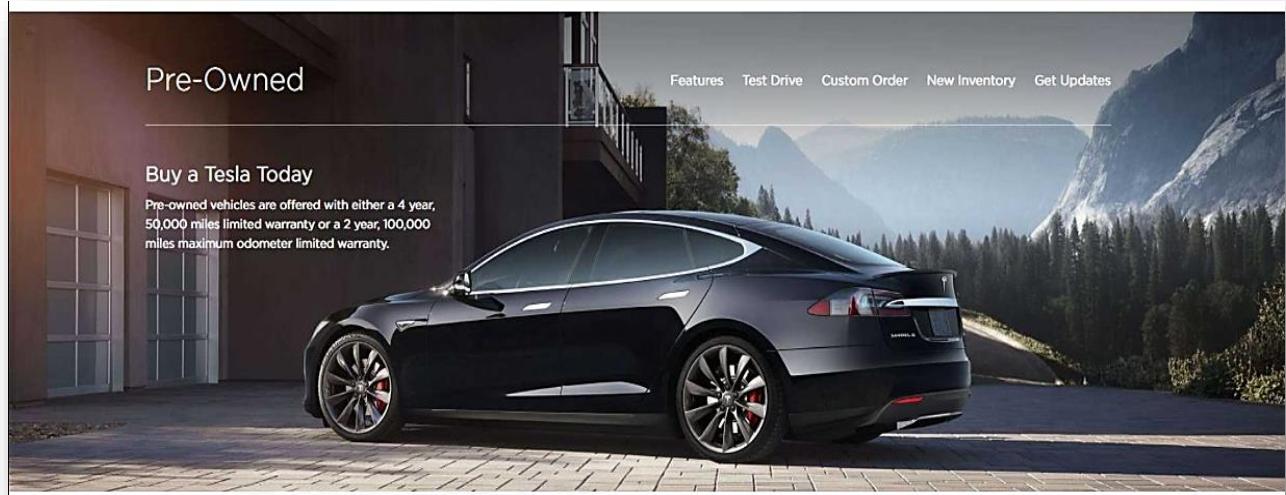 Pre-Owned
Features Test Drive Custom Order New Inventory Get Updates
Buy a Tesla Today
Pre-owned vehicles are offered with either a 4 year,
50,000 miles limited warranty or a 2 year, 100,000
miles maximum odometer limited warranty.
MODEL S